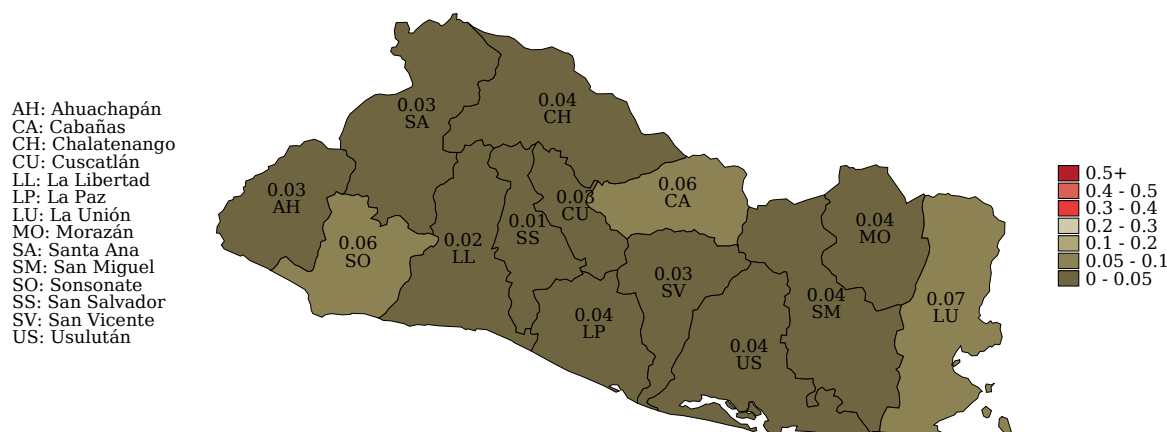 AH: Ahuachapán
CA: Cabañas
CH: Chalatenango
CU: Cuscatlán
LL: La Libertad
LP: La Paz
LU: La Unión
MO: Morazán
SA: Santa Ana
SM: San Miguel
SO: Sonsonate
SS: San Salvador
SV: San Vicente
US: Usulután
0.03
SA
0.04
CH
0.03
AH
0.06
SO
0.02
LL
0.01
SS
0.03
CU
0.06
CA
0.03
SV
0.04
LP
0.04
US
0.04
SM
0.04
MO
0.07
LU
0.5+
0.4 - 0.5
0.3 - 0.4
0.2 - 0.3
0.1 - 0.2
0.05 - 0.1
0 - 0.05